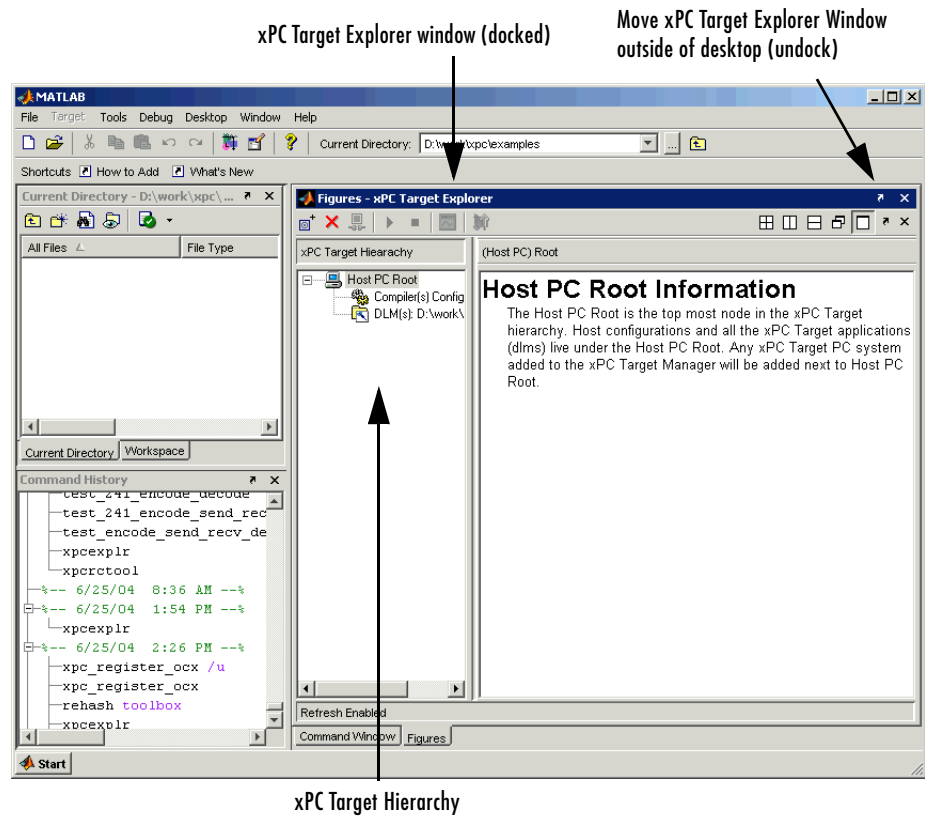 xPC Target Explorer window (docked)
Move xPC Target Explorer Window
outside of desktop (undock)
MATLAB
File Target Tools Debug Desktop Window Help
Current Directory: D:\work\xpc\examples
Shortcuts How to Add What's New
Current Directory - D:\work\xpc\ ...
All Files File Type
Current Directory Workspace
Command History
test_241_encode_decode
test_241_encode_send_rec
test_encode_send_recv_de
xpcexplr
xpcrctool
%-- 6/25/04 8:36 AM --%
%-- 6/25/04 1:54 PM --%
xpcexplr
%-- 6/25/04 2:26 PM --%
xpc_register_ocx /u
xpc_register_ocx
rehash toolbox
xpcexplr
Figures - xPC Target Explorer
xPC Target Hiearachy
(Host PC) Root
Host PC Root
Compiler(s) Config
DLM(s): D:\work\
Host PC Root Information
The Host PC Root is the top most node in the xPC Target
hierarchy. Host configurations and all the xPC Target applications
(dlms) live under the Host PC Root. Any xPC Target PC system
added to the xPC Target Manager will be added next to Host PC
Root.
Refresh Enabled
Command Window Figures
Start
xPC Target Hierarchy